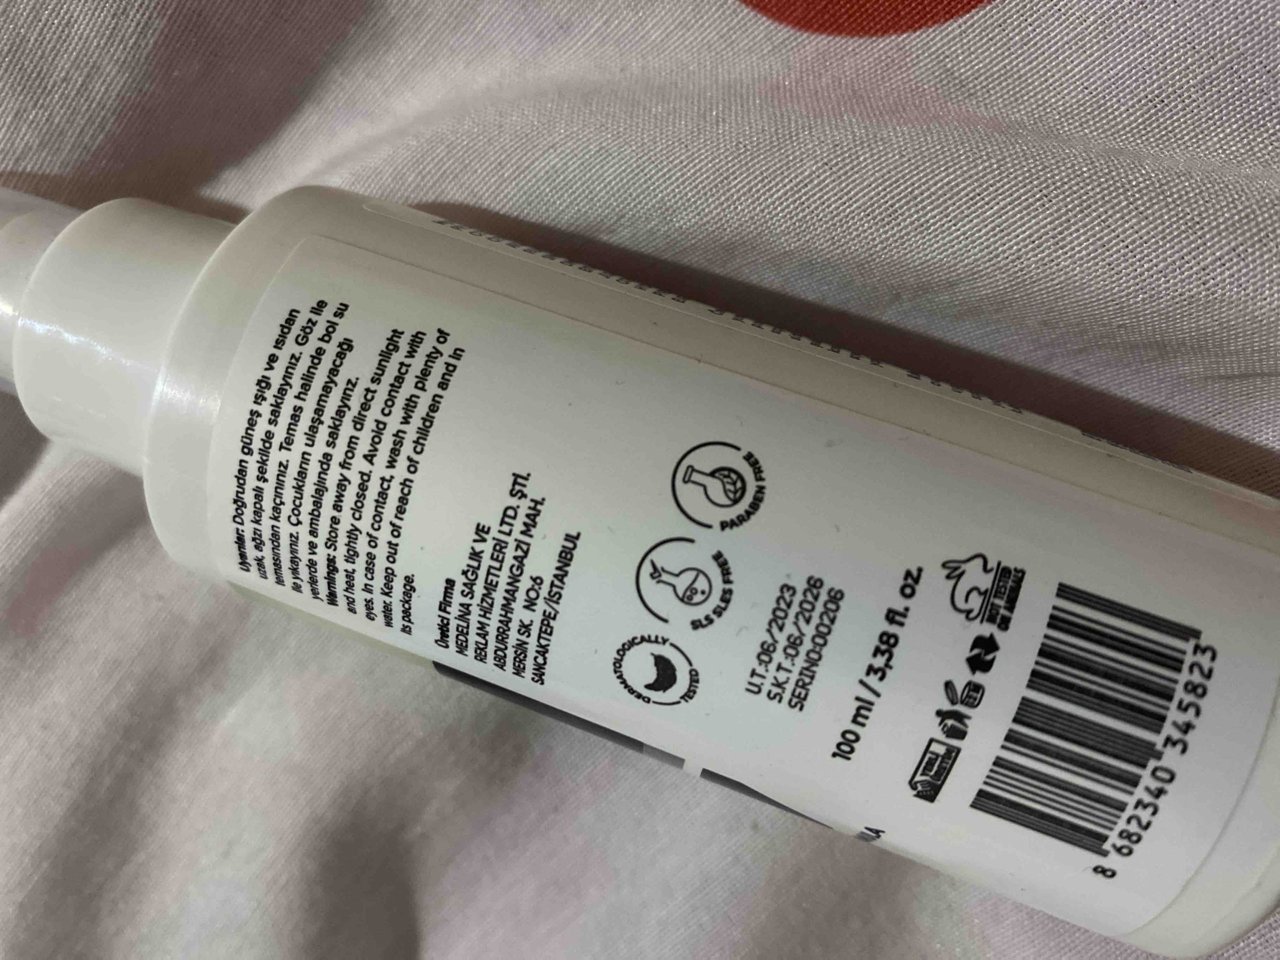 Uyarılar: Doğrudan güneş ışığı ve ısıdan
uzak, ağzı kapalı şekilde saklayınız. Göz ile
temasından kaçınınız. Temas halinde bol su
ile yıkayınız. Çocukların ulaşamayacağı
yerlerde ve ambalajında saklayınız.
Warnings: Store away from direct sunlight
and heat, tightly closed. Avoid contact with
eyes. In case of contact, wash with plenty of
water. Keep out of reach of children and in
its package.
Üretici Firma
MEDELİNA SAĞLIK VE
REKLAM HİZMETLERİ LTD. ŞTİ.
ABDURRAHMANGAZİ MAH.
MERSİN SK. NO:6
SANCAKTEPE/İSTANBUL
DERMATOLOGICALLY TESTED
SLS SLES FREE
PARABEN FREE
U.T.:06/2023
S.K.T.:06/2026
SERINO:00206
100 ml / 3,38 fl. oz.
NOT TESTED
ON ANIMALS
8 682340 345823